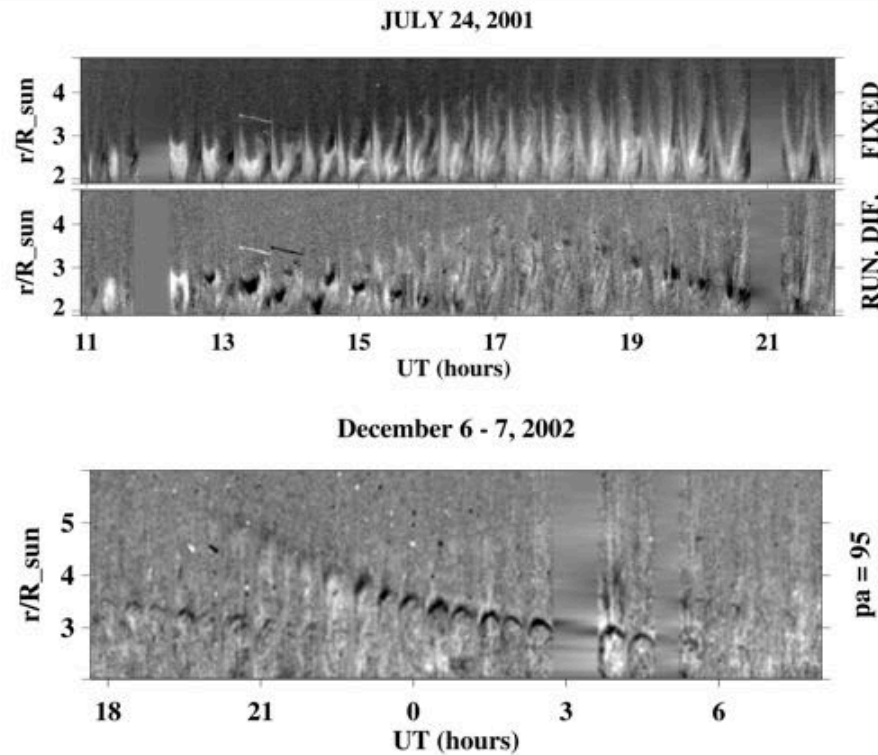 JULY 24, 2001
r/R_sun
4
3
2
FIXED
r/R_sun
4
3
2
RUN. DIF.
11 13 15 17 19 21
UT (hours)
December 6 - 7, 2002
r/R_sun
5
4
3
pa = 95
18 21 0 3 6
UT (hours)